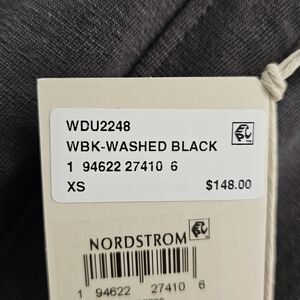 WDU2248
WBK-WASHED BLACK
1 94622 27410 6
XS $148.00
NORDSTROM
1 94622 27410 6